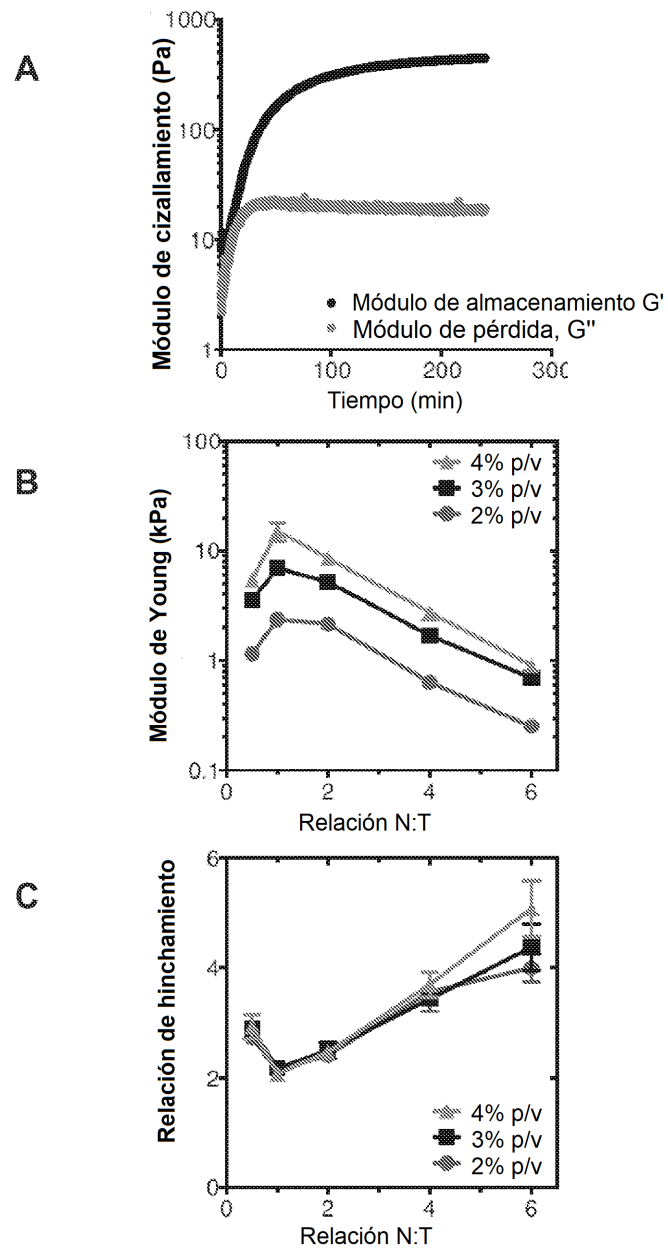 A
Módulo de cizallamiento (Pa)
1000
100
10
1
Módulo de almacenamiento G'
Módulo de pérdida, G''
0 100 200 300
Tiempo (min)
B
Módulo de Young (kPa)
100
10
1
0.1
4% p/v
3% p/v
2% p/v
0 2 4 6
Relación N:T
C
Relación de hinchamiento
6
4
2
0
4% p/v
3% p/v
2% p/v
0 2 4 6
Relación N:T